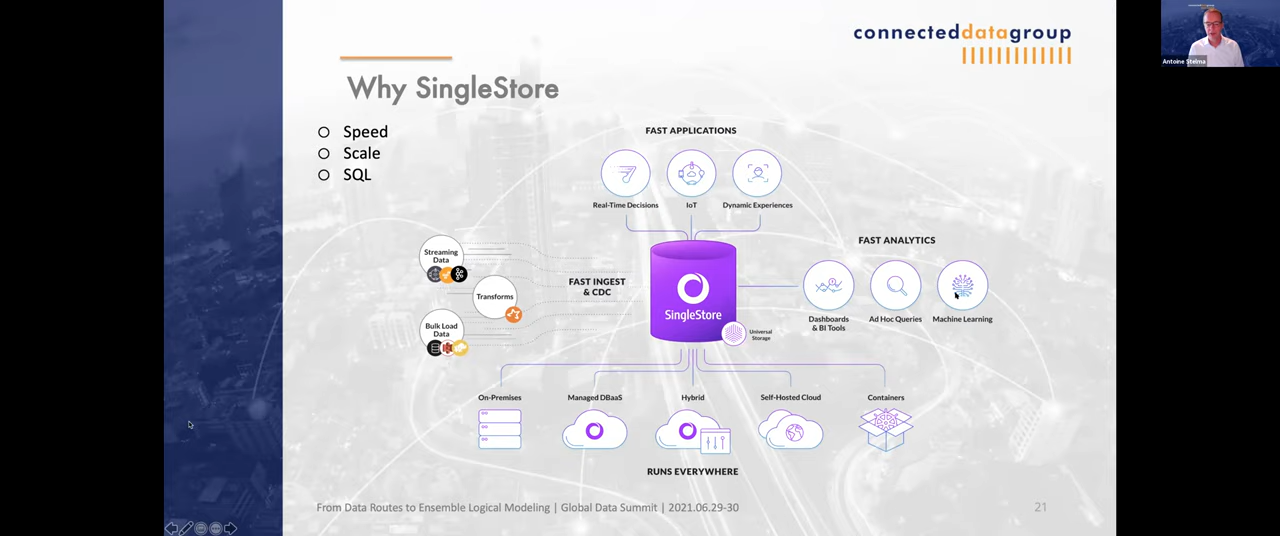 connecteddatagroup
Antoine Stelma
Why SingleStore
Speed
Scale
SQL
FAST APPLICATIONS
Real-Time Decisions
IoT
Dynamic Experiences
FAST ANALYTICS
Streaming
Data
Transforms
Bulk Load
Data
FAST INGEST
& CDC
SingleStore
Universal
Storage
Dashboards
& BI Tools
Ad Hoc Queries
Machine Learning
On-Premises
Managed DBaaS
Hybrid
Self-Hosted Cloud
Containers
RUNS EVERYWHERE
From Data Routes to Ensemble Logical Modeling | Global Data Summit | 2021.06.29-30
21